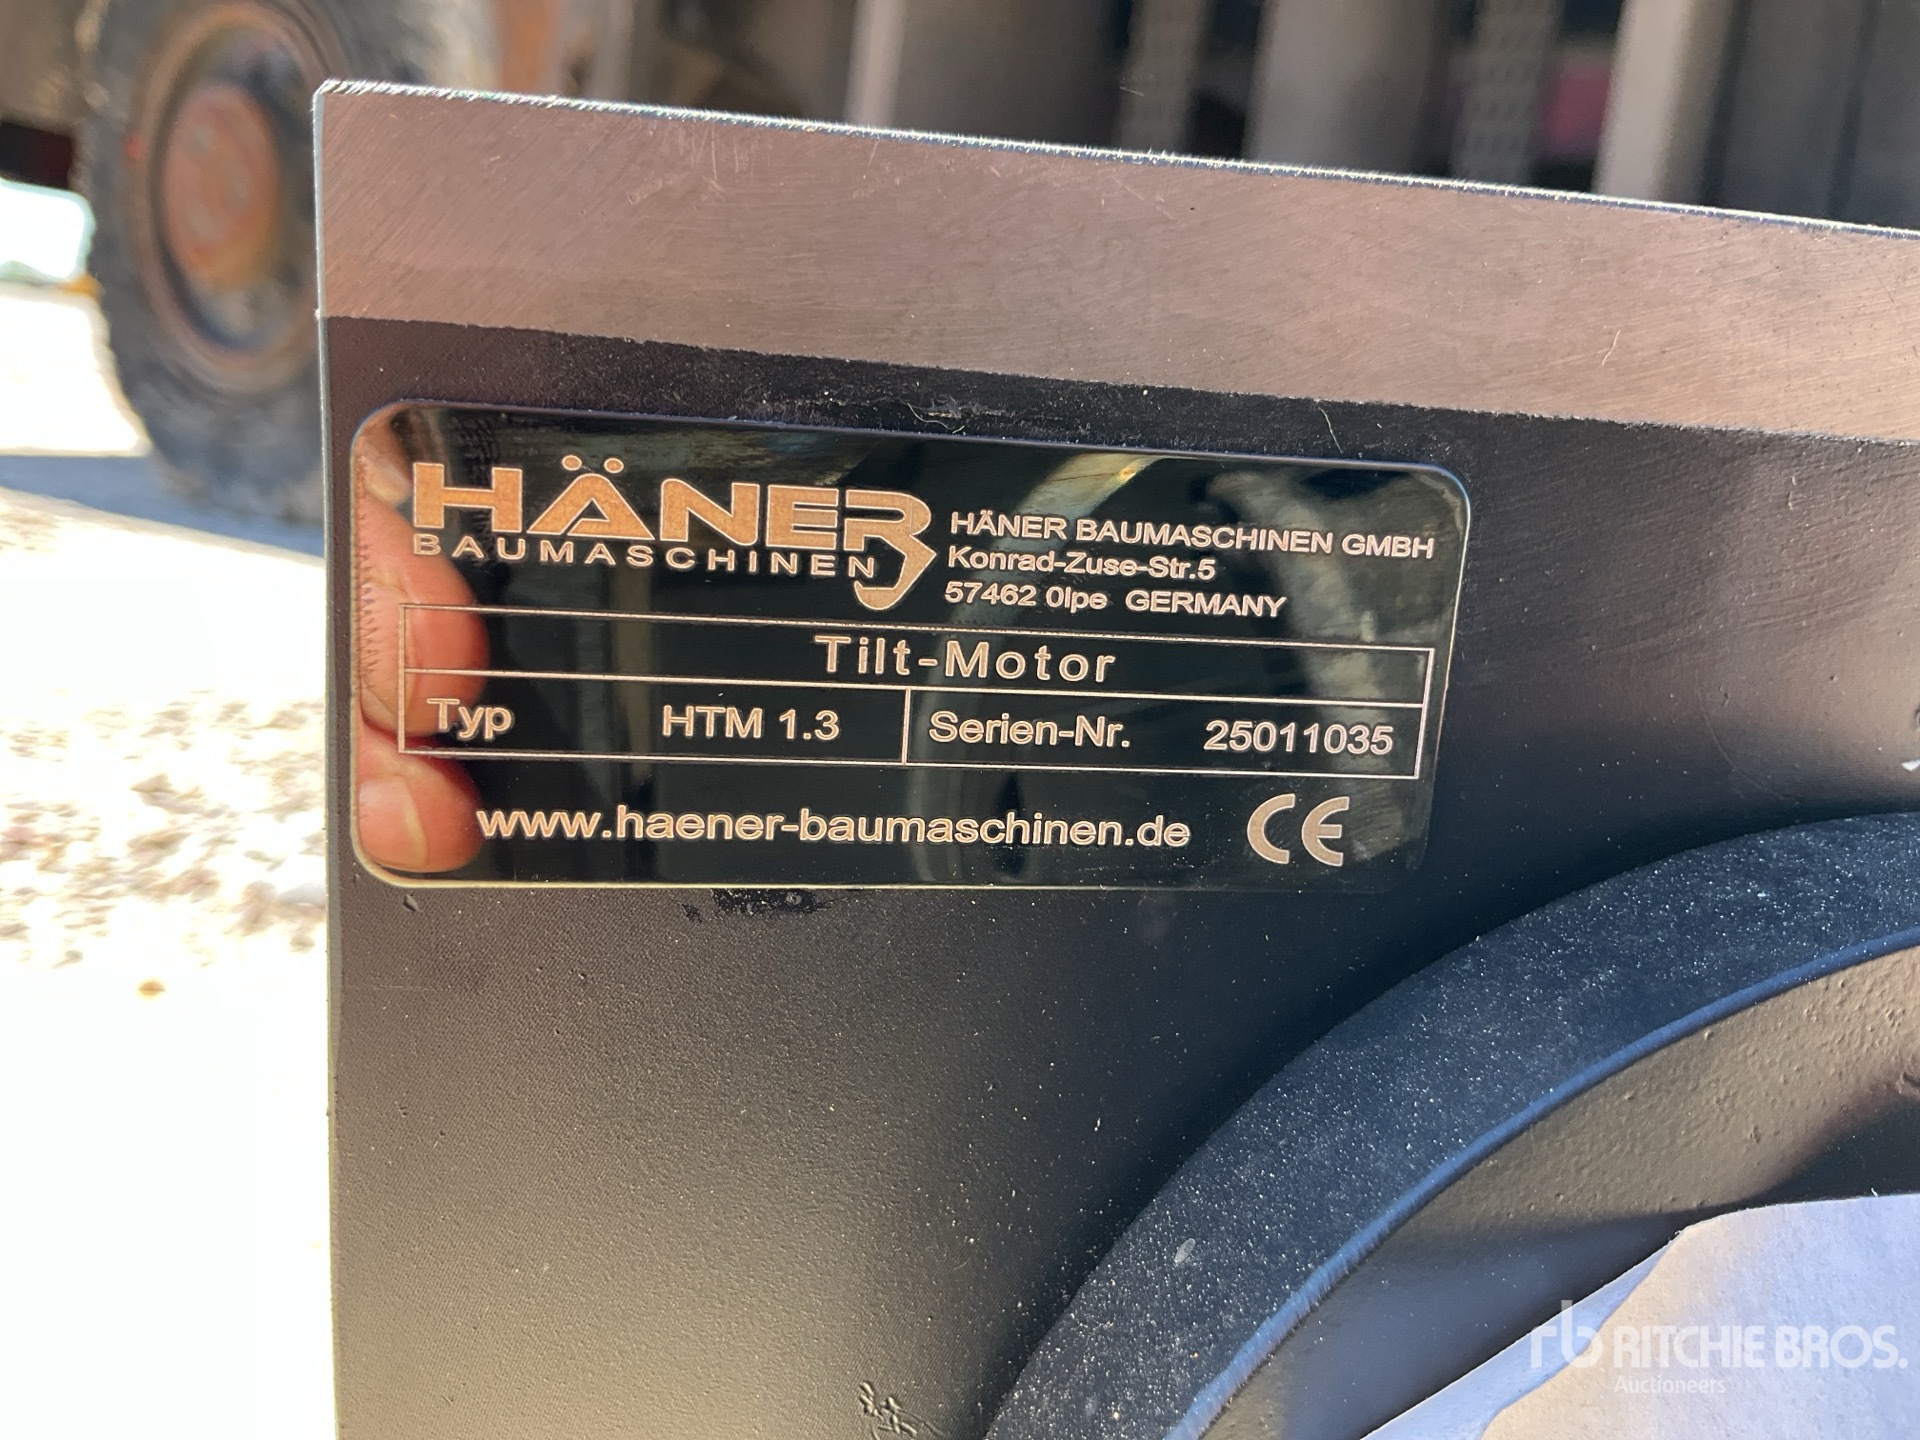 HÄNER
BAUMASCHINEN
HÄNER BAUMASCHINEN GMBH
Konrad-Zuse-Str.5
57462 0lpe GERMANY
Tilt-Motor
Typ HTM 1.3 Serien-Nr. 25011035
www.haener-baumaschinen.de CE
rb RITCHIE BROS.
Auctioneers